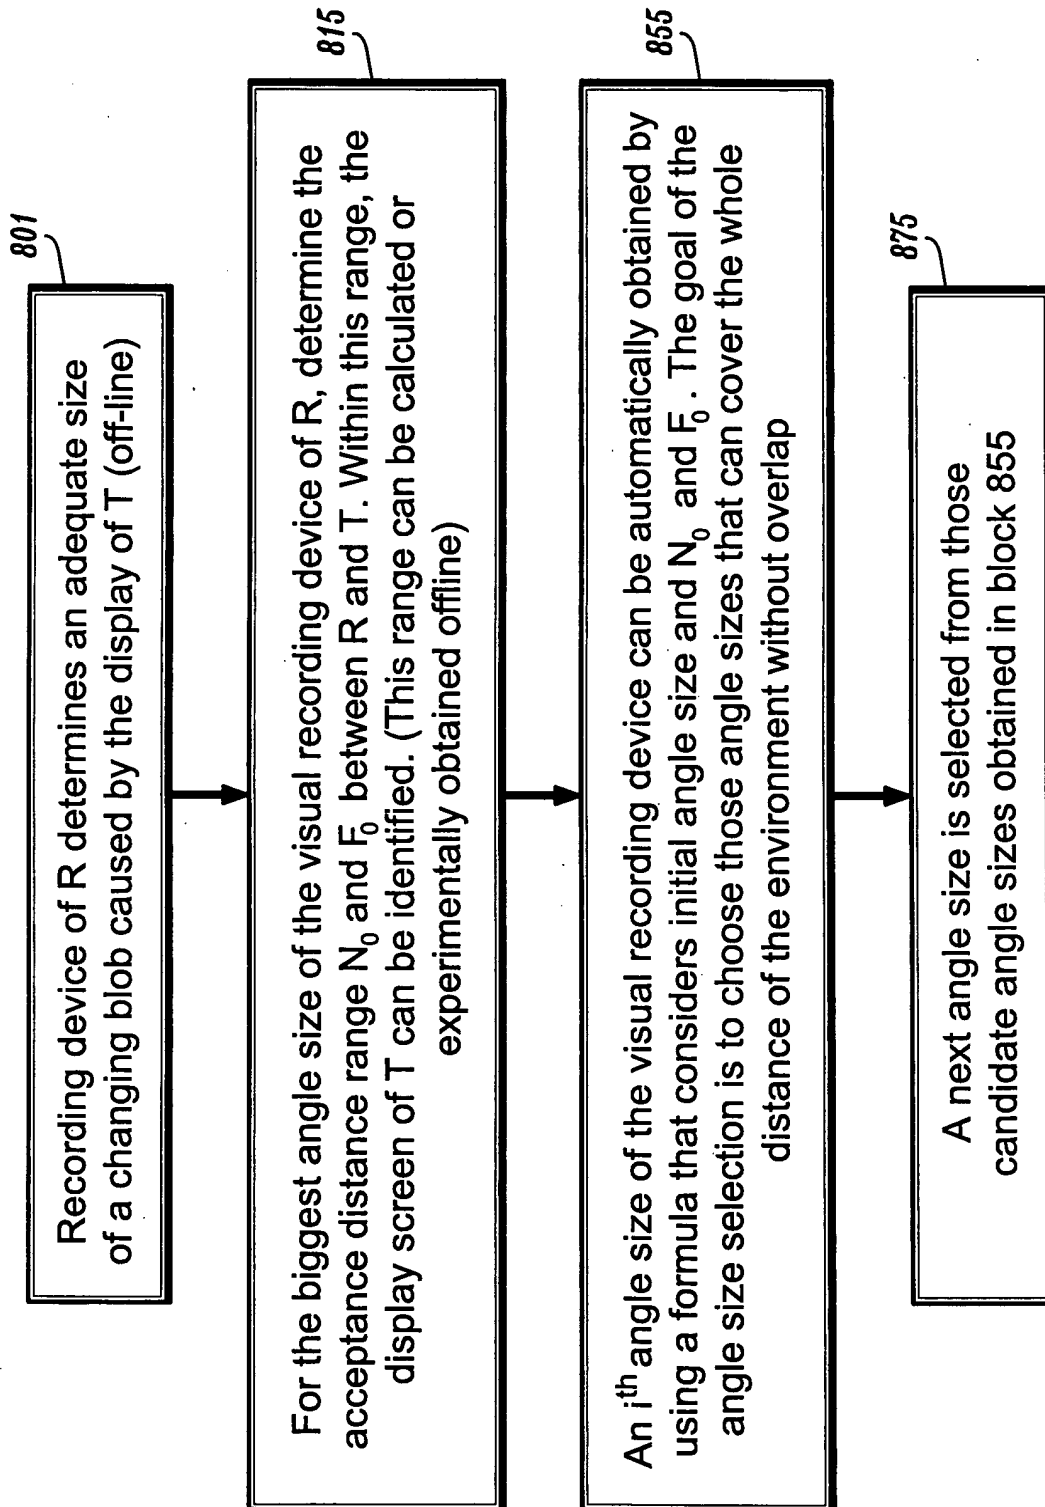 801
Recording device of R determines an adequate size
of a changing blob caused by the display of T (off-line)
815
For the biggest angle size of the visual recording device of R, determine the
acceptance distance range N₀ and F₀ between R and T. Within this range, the
display screen of T can be identified. (This range can be calculated or
experimentally obtained offline)
855
An iᵗʰ angle size of the visual recording device can be automatically obtained by
using a formula that considers initial angle size and N₀ and F₀. The goal of the
angle size selection is to choose those angle sizes that can cover the whole
distance of the environment without overlap
875
A next angle size is selected from those
candidate angle sizes obtained in block 855